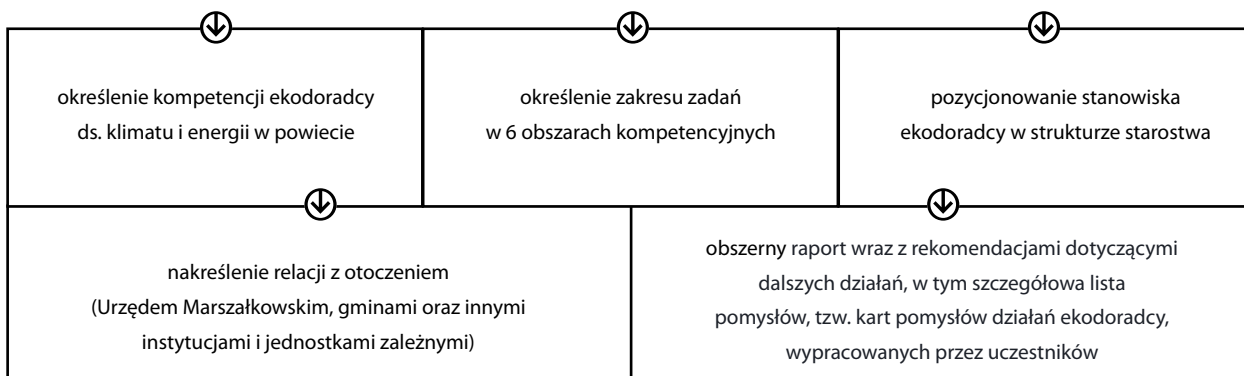 określenie kompetencji ekodoradcy
ds. klimatu i energii w powiecie
określenie zakresu zadań
w 6 obszarach kompetencyjnych
pozycjonowanie stanowiska
ekodoradcy w strukturze starostwa
nakreślenie relacji z otoczeniem
(Urzędem Marszałkowskim, gminami oraz innymi
instytucjami i jednostkami zależnymi)
obszerny raport wraz z rekomendacjami dotyczącymi
dalszych działań, w tym szczegółowa lista
pomysłów, tzw. kart pomysłów działań ekodoradcy,
wypracowanych przez uczestników